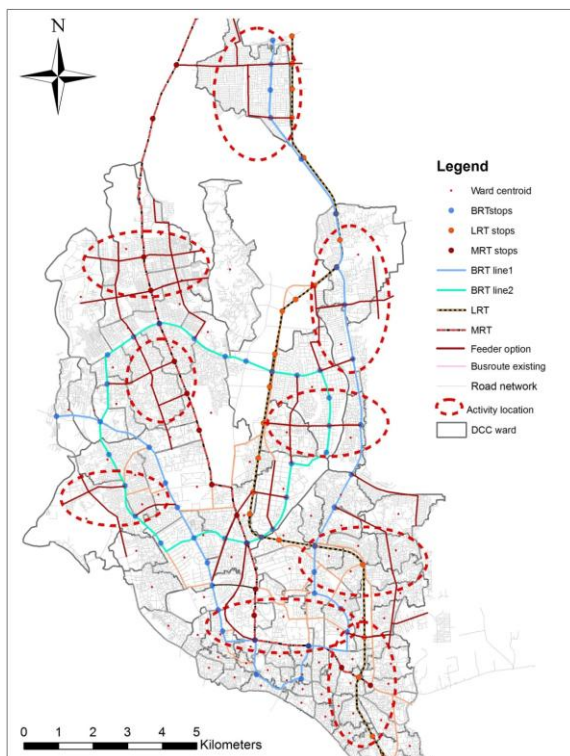 N
Legend
Ward centroid
BRTstops
LRT stops
MRT stops
BRT line1
BRT line2
LRT
MRT
Feeder option
Busroute existing
Road network
Activity location
DCC ward
0 1 2 3 4 5
Kilometers